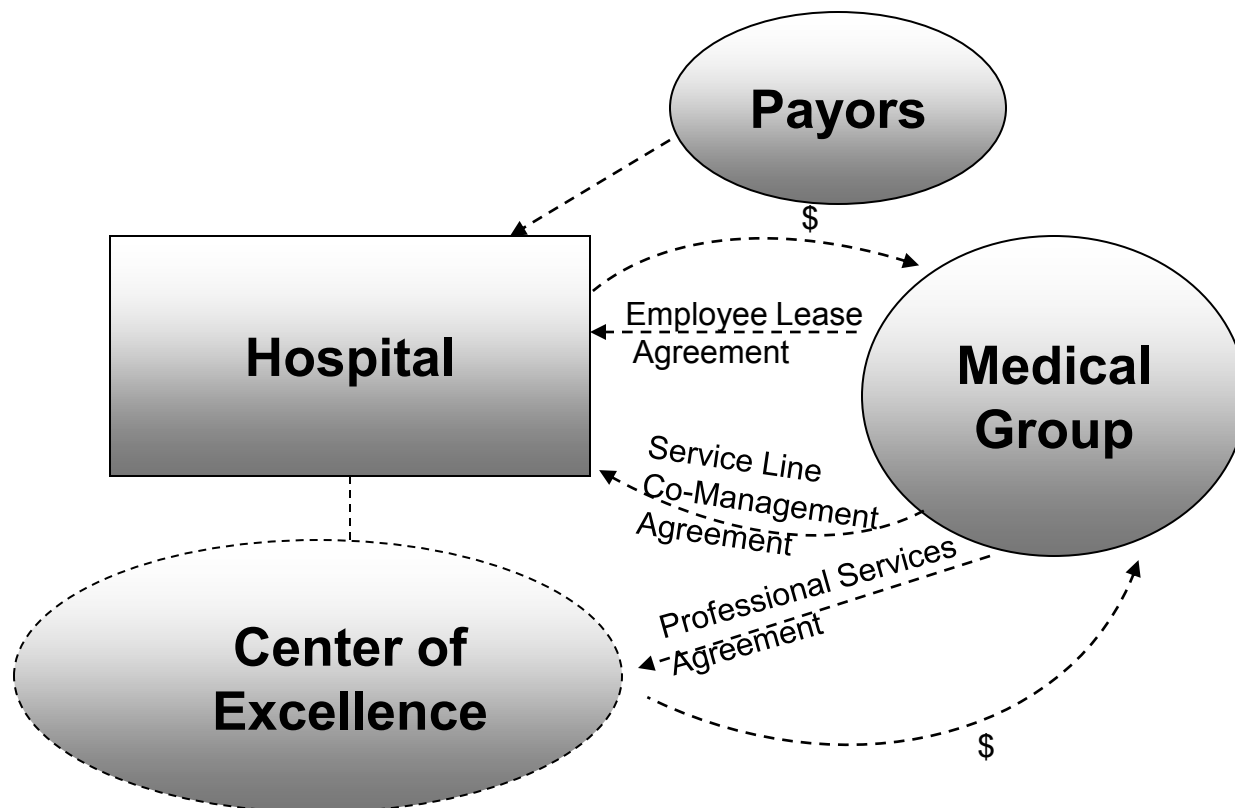 Payors
$
Hospital
Employee Lease
Agreement
Medical
Group
Service Line
Co-Management
Agreement
Professional Services
Agreement
Center of
Excellence
$